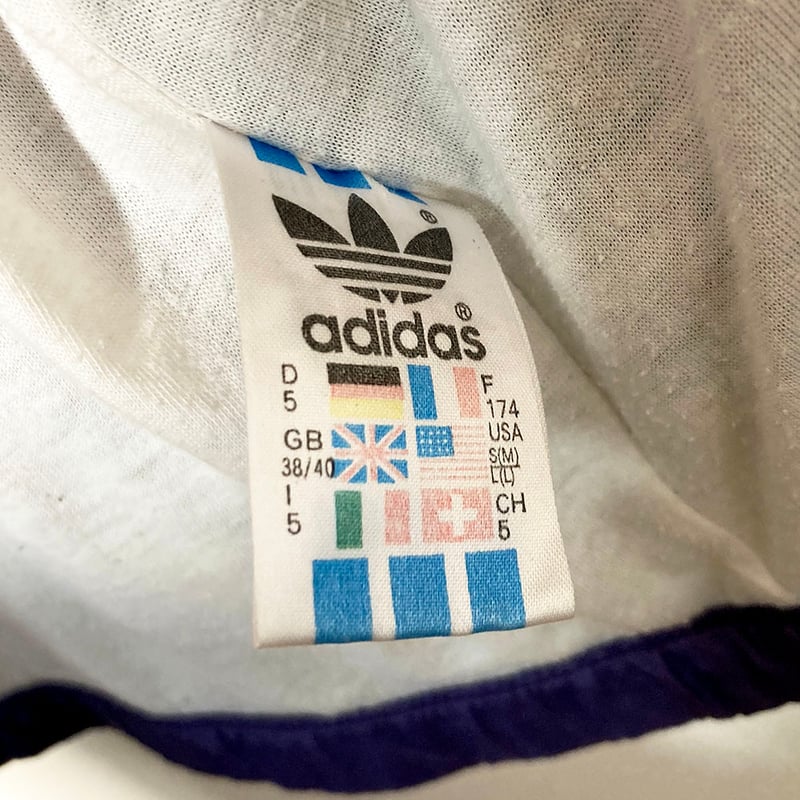 ®
adidas®
D
5
F
174
GB
38/40
USA
S(M)
L(L)
I
5
CH
5